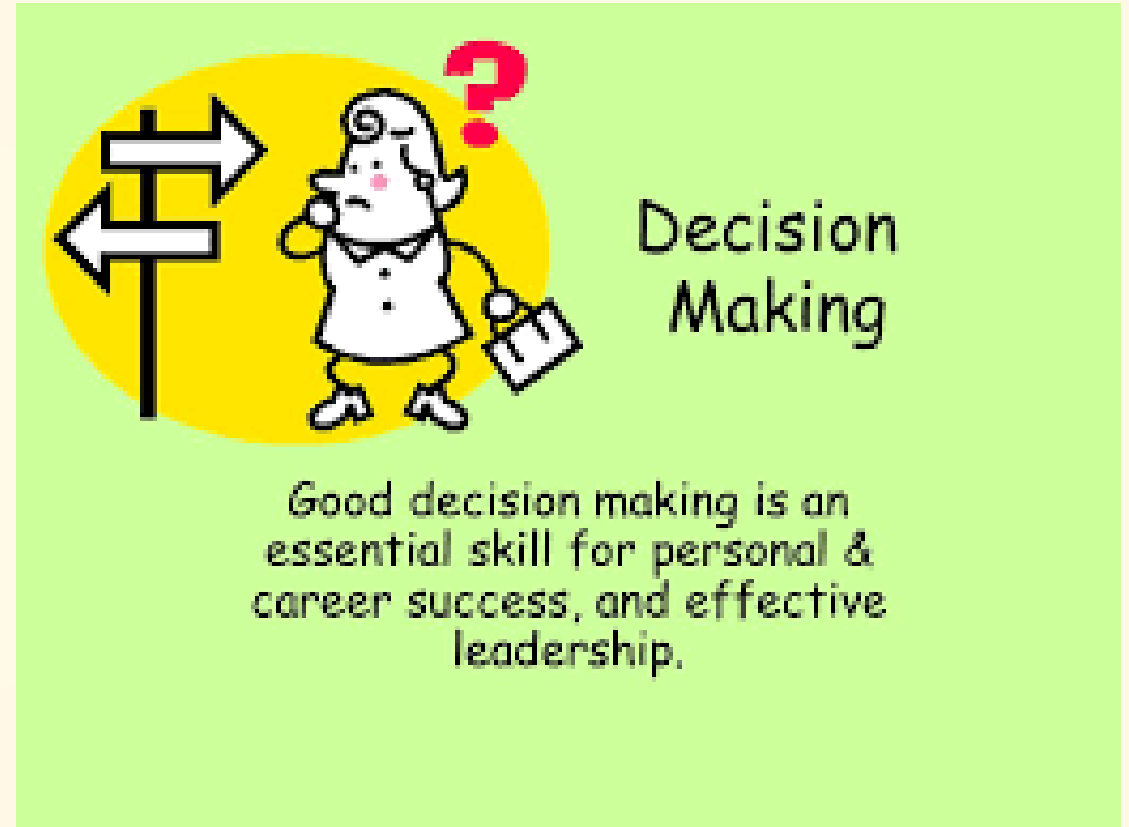 ?
Decision
Making
Good decision making is an
essential skill for personal &
career success, and effective
leadership.